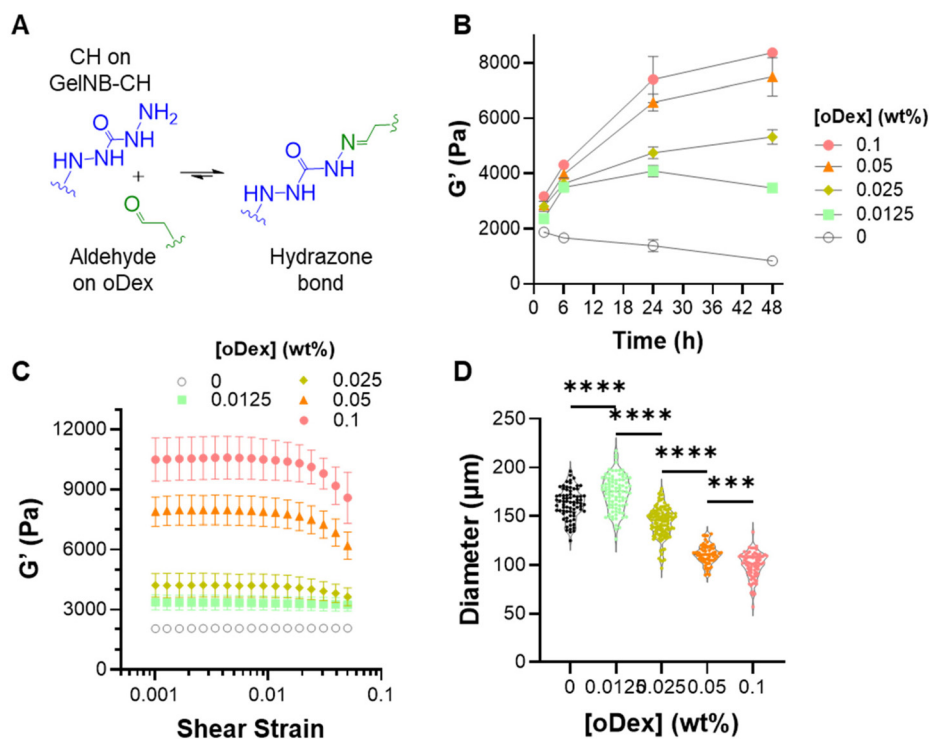 A
CH on
GelNB-CH
O
NH2
HN-NH
HN
+
O
Aldehyde
on oDex
O
N
HN-NH
NH
Hydrazone
bond
B
G' (Pa)
8000
6000
4000
2000
0
0 6 12 18 24 30 36 42 48
Time (h)
[oDex] (wt%)
0.1
0.05
0.025
0.0125
0
C
[oDex] (wt%)
0
0.0125
0.025
0.05
0.1
G' (Pa)
12000
9000
6000
3000
0
0.001 0.01 0.1
Shear Strain
D
Diameter (µm)
250
200
150
100
50
0
****
****
****
***
0 0.0125 0.025 0.05 0.1
[oDex] (wt%)